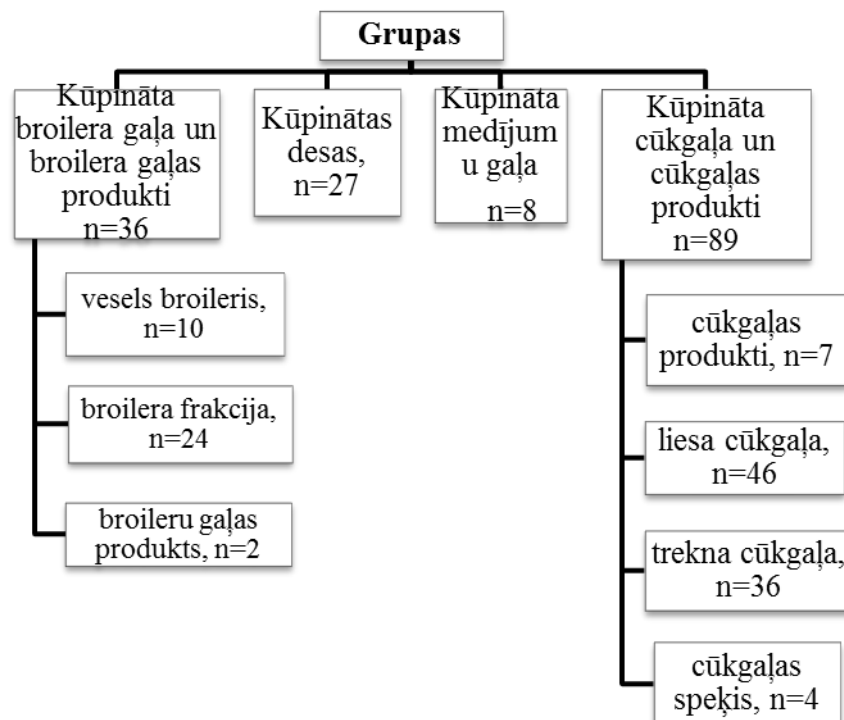 Grupas
Kūpināta
broilera gaļa un
broilera gaļas
produkti
n=36
Kūpinātas
desas,
n=27
Kūpināta
medījum
u gaļa
n=8
Kūpināta
cūkgaļa un
cūkgaļas
produkti
n=89
vesels broileris,
n=10
broilera frakcija,
n=24
broileru gaļas
produkts, n=2
cūkgaļas
produkti, n=7
liesa cūkgaļa,
n=46
trekna cūkgaļa,
n=36
cūkgaļas
speķis, n=4